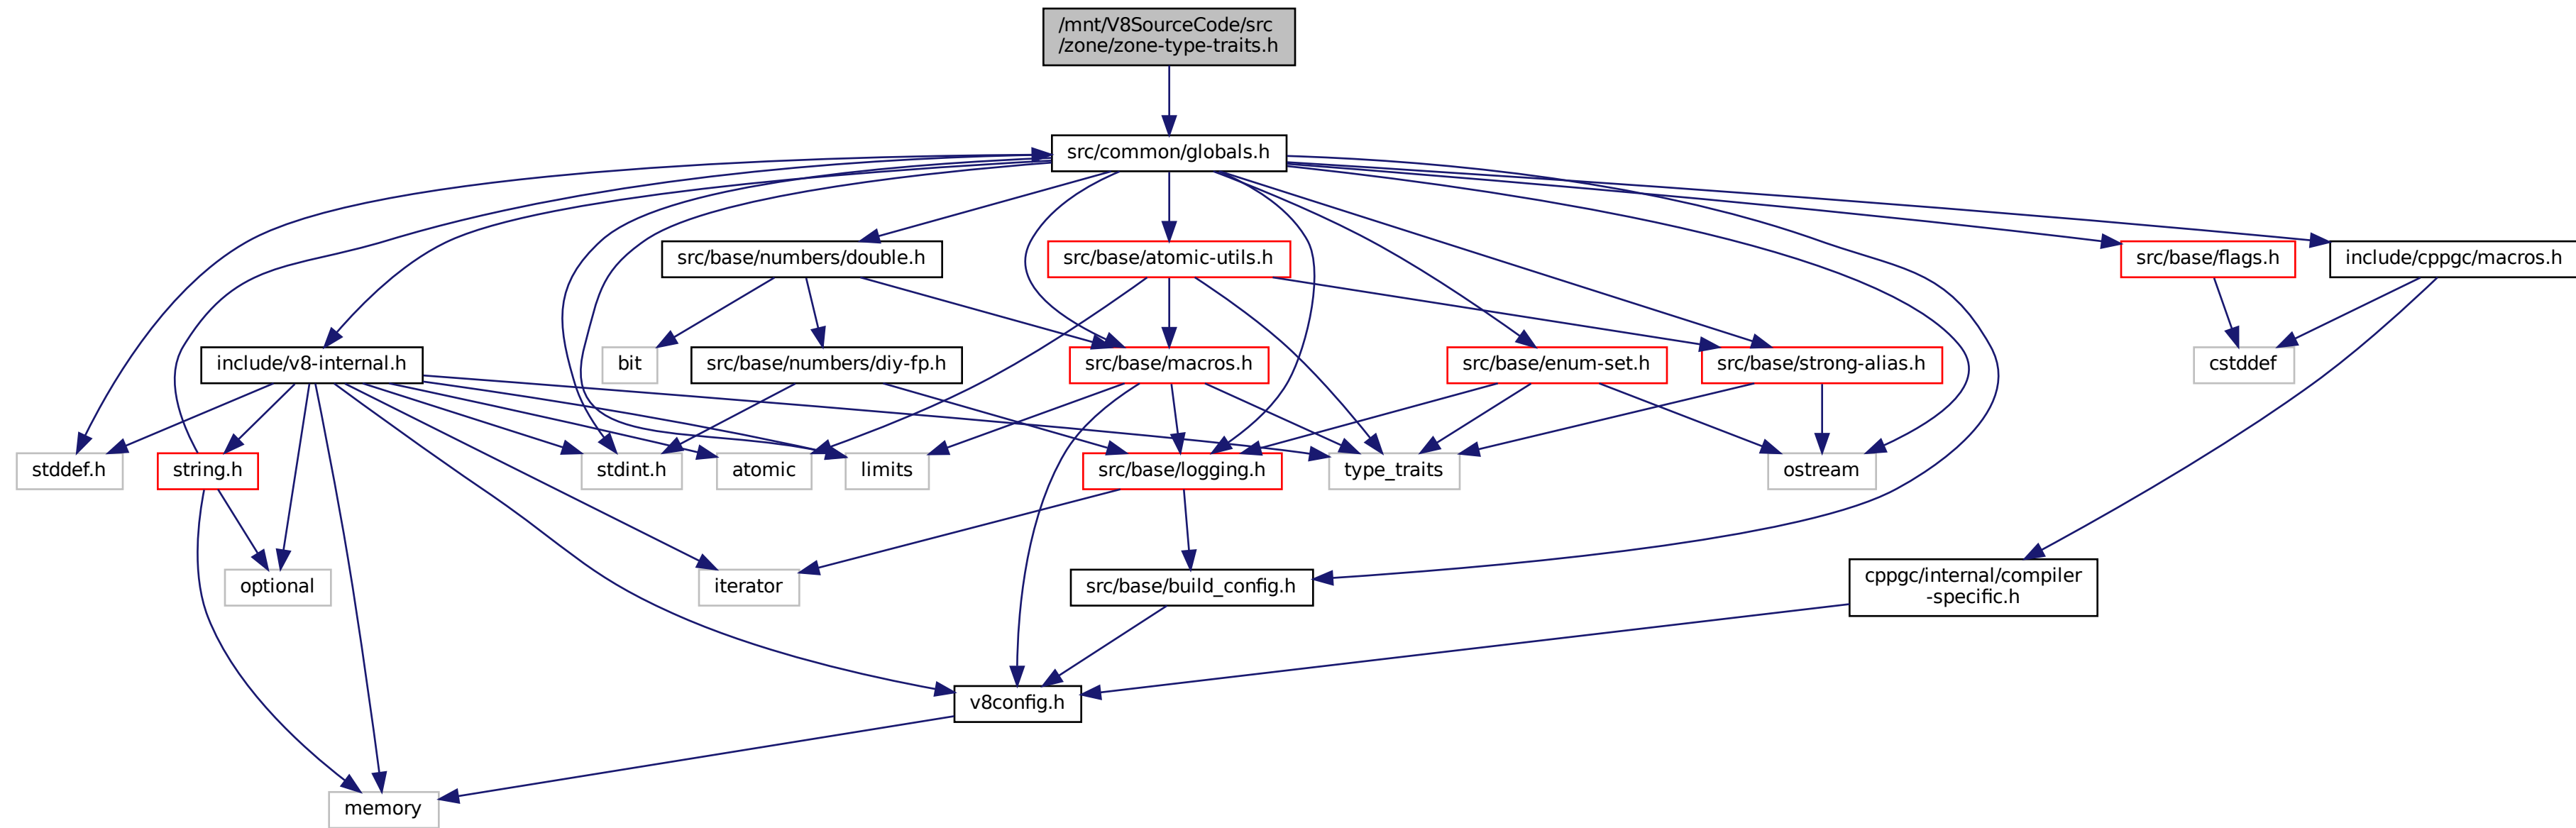 /mnt/V8SourceCode/src
/zone/zone-type-traits.h
src/common/globals.h
src/base/numbers/double.h
src/base/atomic-utils.h
src/base/flags.h
include/cppgc/macros.h
include/v8-internal.h
bit
src/base/numbers/diy-fp.h
src/base/macros.h
src/base/enum-set.h
src/base/strong-alias.h
cstddef
stddef.h
string.h
stdint.h
atomic
limits
src/base/logging.h
type_traits
ostream
optional
iterator
src/base/build_config.h
cppgc/internal/compiler
-specific.h
v8config.h
memory